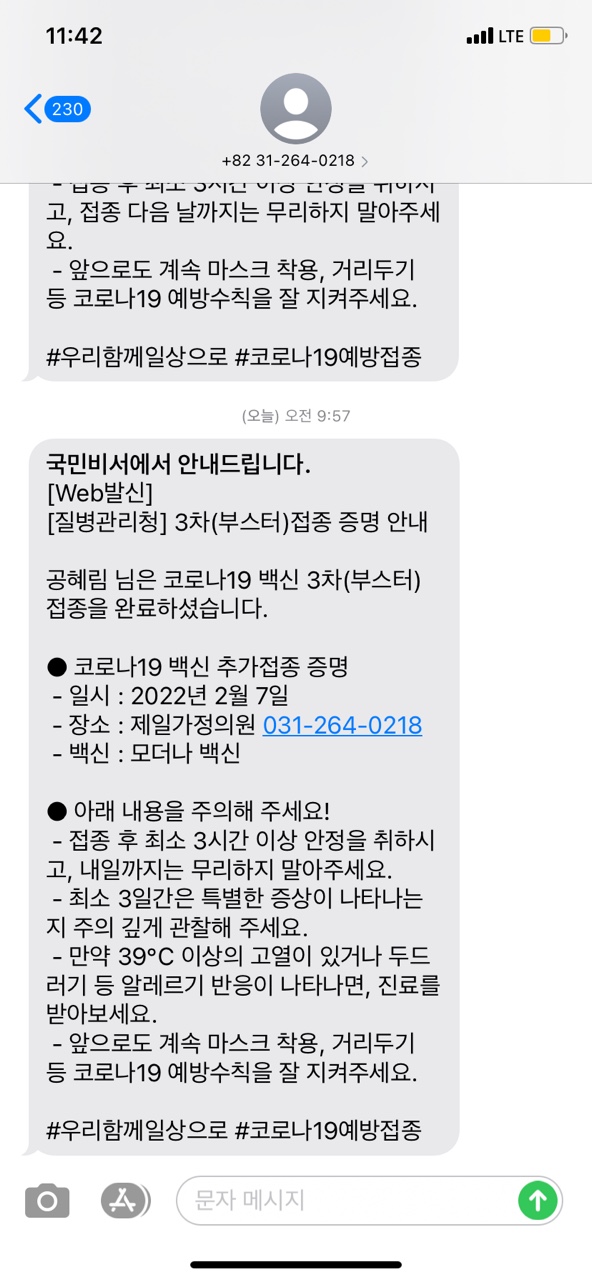 11:42
LTE
230
+82 31-264-0218
- 접종 후 최소 3시간 이상 안정을 취하시
고, 접종 다음 날까지는 무리하지 말아주세
요.
- 앞으로도 계속 마스크 착용, 거리두기
등 코로나19 예방수칙을 잘 지켜주세요.
#우리함께일상으로 #코로나19예방접종
(오늘) 오전 9:57
국민비서에서 안내드립니다.
[Web발신]
[질병관리청] 3차(부스터)접종 증명 안내
공혜림 님은 코로나19 백신 3차(부스터)
접종을 완료하셨습니다.
● 코로나19 백신 추가접종 증명
- 일시 : 2022년 2월 7일
- 장소 : 제일가정의원 031-264-0218
- 백신 : 모더나 백신
● 아래 내용을 주의해 주세요!
- 접종 후 최소 3시간 이상 안정을 취하시
고, 내일까지는 무리하지 말아주세요.
- 최소 3일간은 특별한 증상이 나타나는
지 주의 깊게 관찰해 주세요.
- 만약 39°C 이상의 고열이 있거나 두드
러기 등 알레르기 반응이 나타나면, 진료를
받아보세요.
- 앞으로도 계속 마스크 착용, 거리두기
등 코로나19 예방수칙을 잘 지켜주세요.
#우리함께일상으로 #코로나19예방접종
문자 메시지